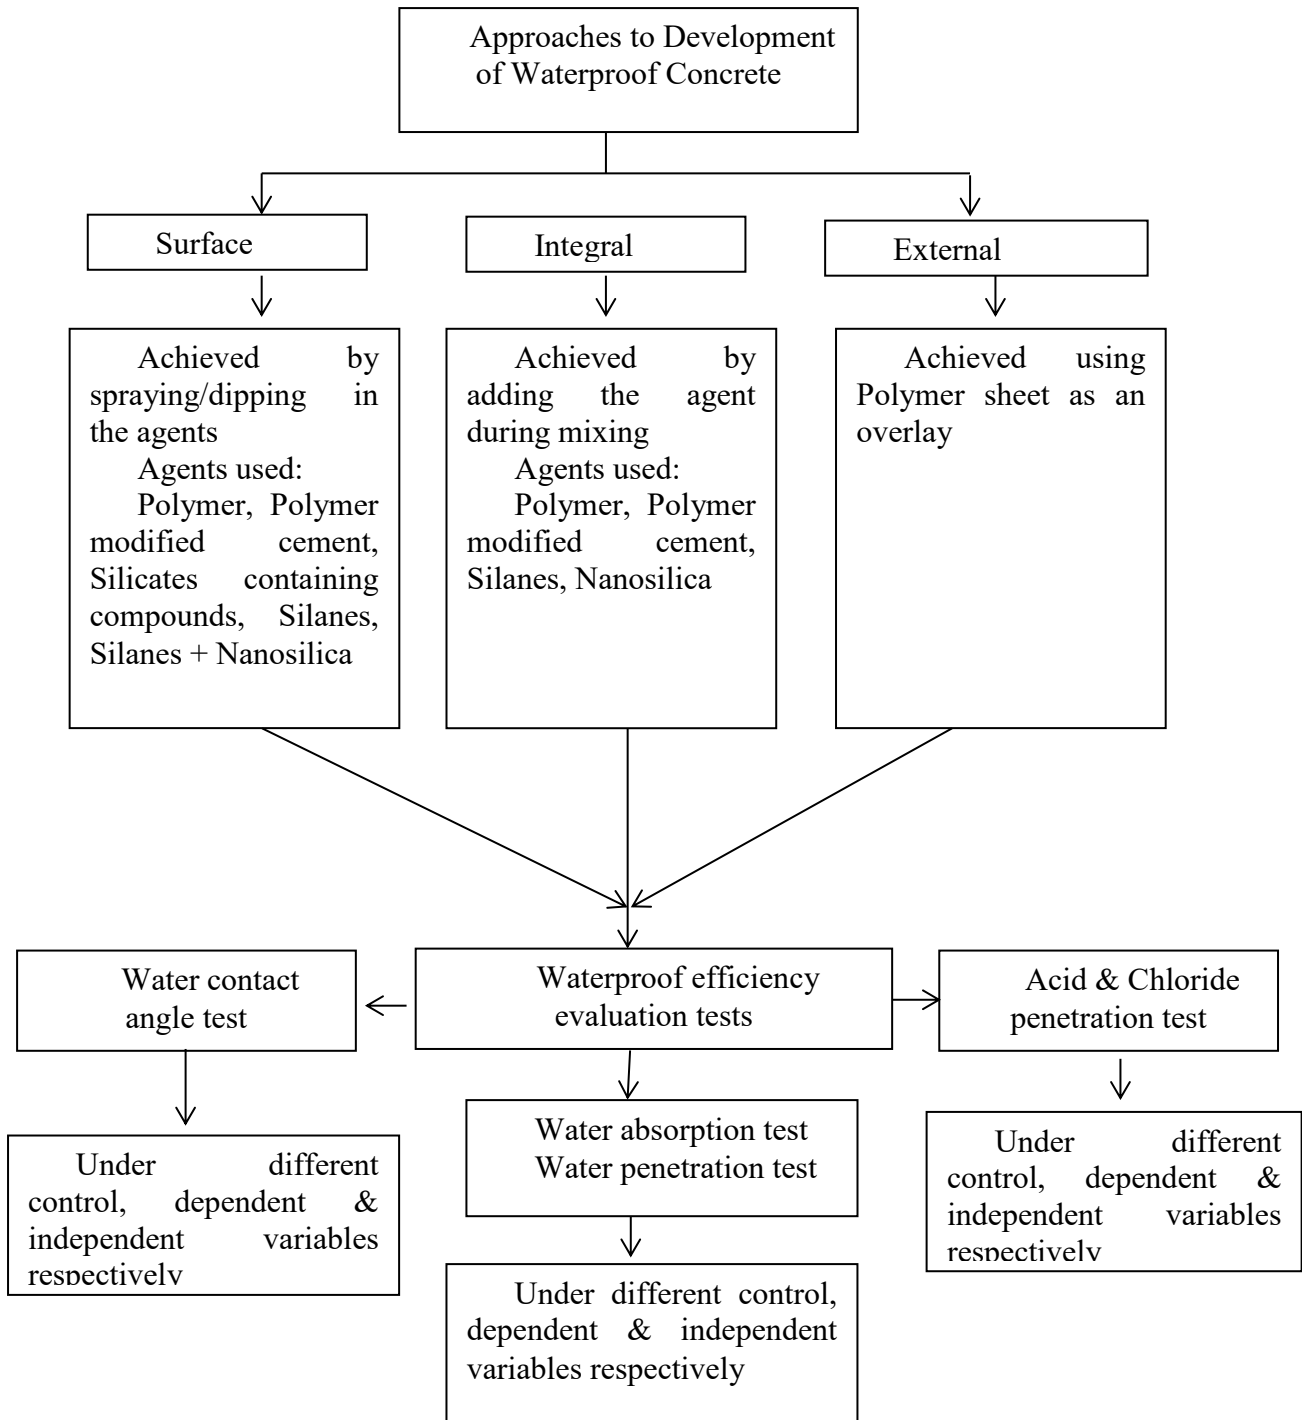 Approaches to Development
of Waterproof Concrete
Surface
Integral
External
Achieved by
spraying/dipping in
the agents
Agents used:
Polymer, Polymer
modified cement,
Silicates containing
compounds, Silanes,
Silanes + Nanosilica
Achieved by
adding the agent
during mixing
Agents used:
Polymer, Polymer
modified cement,
Silanes, Nanosilica
Achieved using
Polymer sheet as an
overlay
Water contact
angle test
Waterproof efficiency
evaluation tests
Acid & Chloride
penetration test
Water absorption test
Water penetration test
Under different
control, dependent &
independent variables
respectively
Under different control,
dependent & independent
variables respectively
Under different
control, dependent &
independent variables
respectively